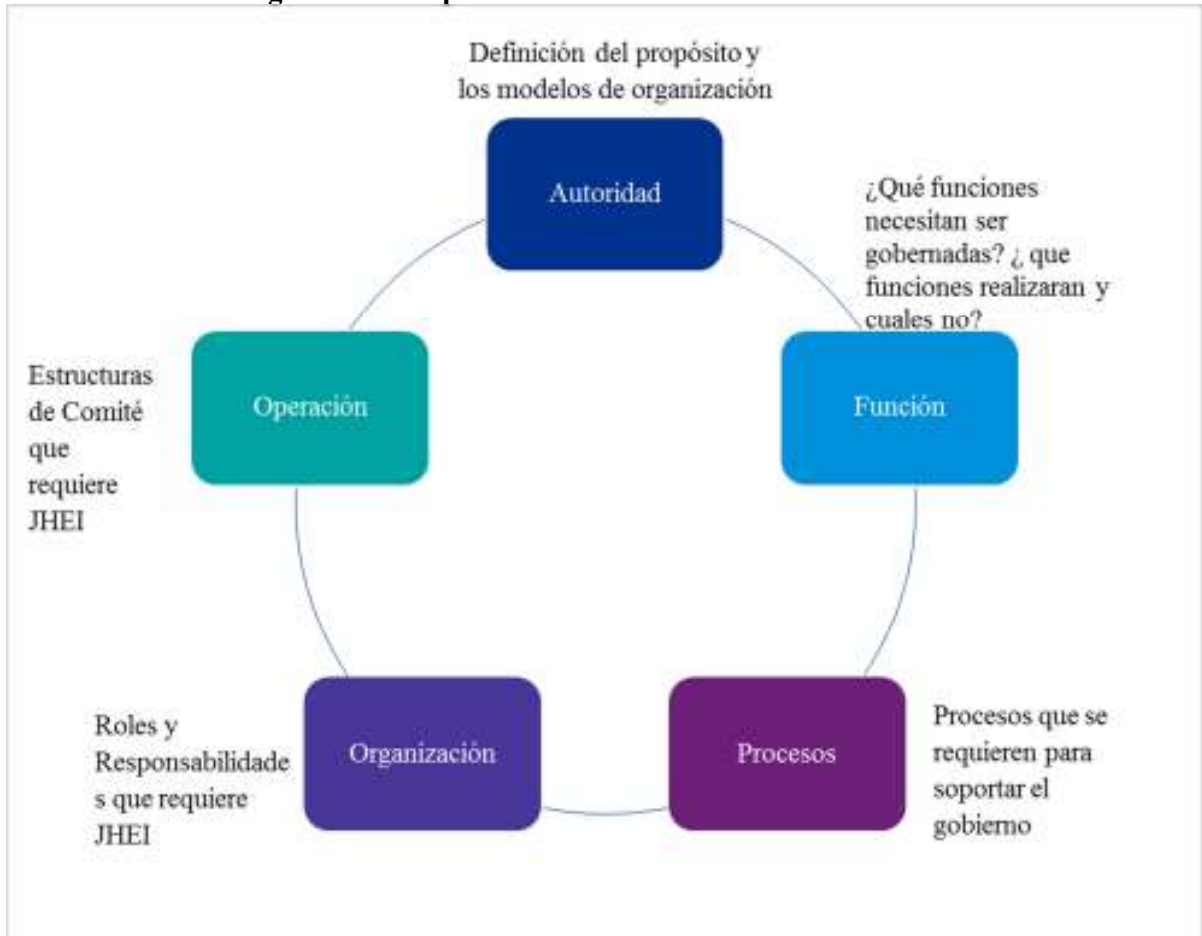 Definición del propósito y
los modelos de organización
Autoridad
¿Qué funciones
necesitan ser
gobernadas? ¿ que
funciones realizaran y
cuales no?
Función
Estructuras
de Comité
que
requiere
JHEI
Operación
Roles y
Responsabilidade
s que requiere
JHEI
Organización
Procesos
Procesos que se
requieren para
soportar el
gobierno